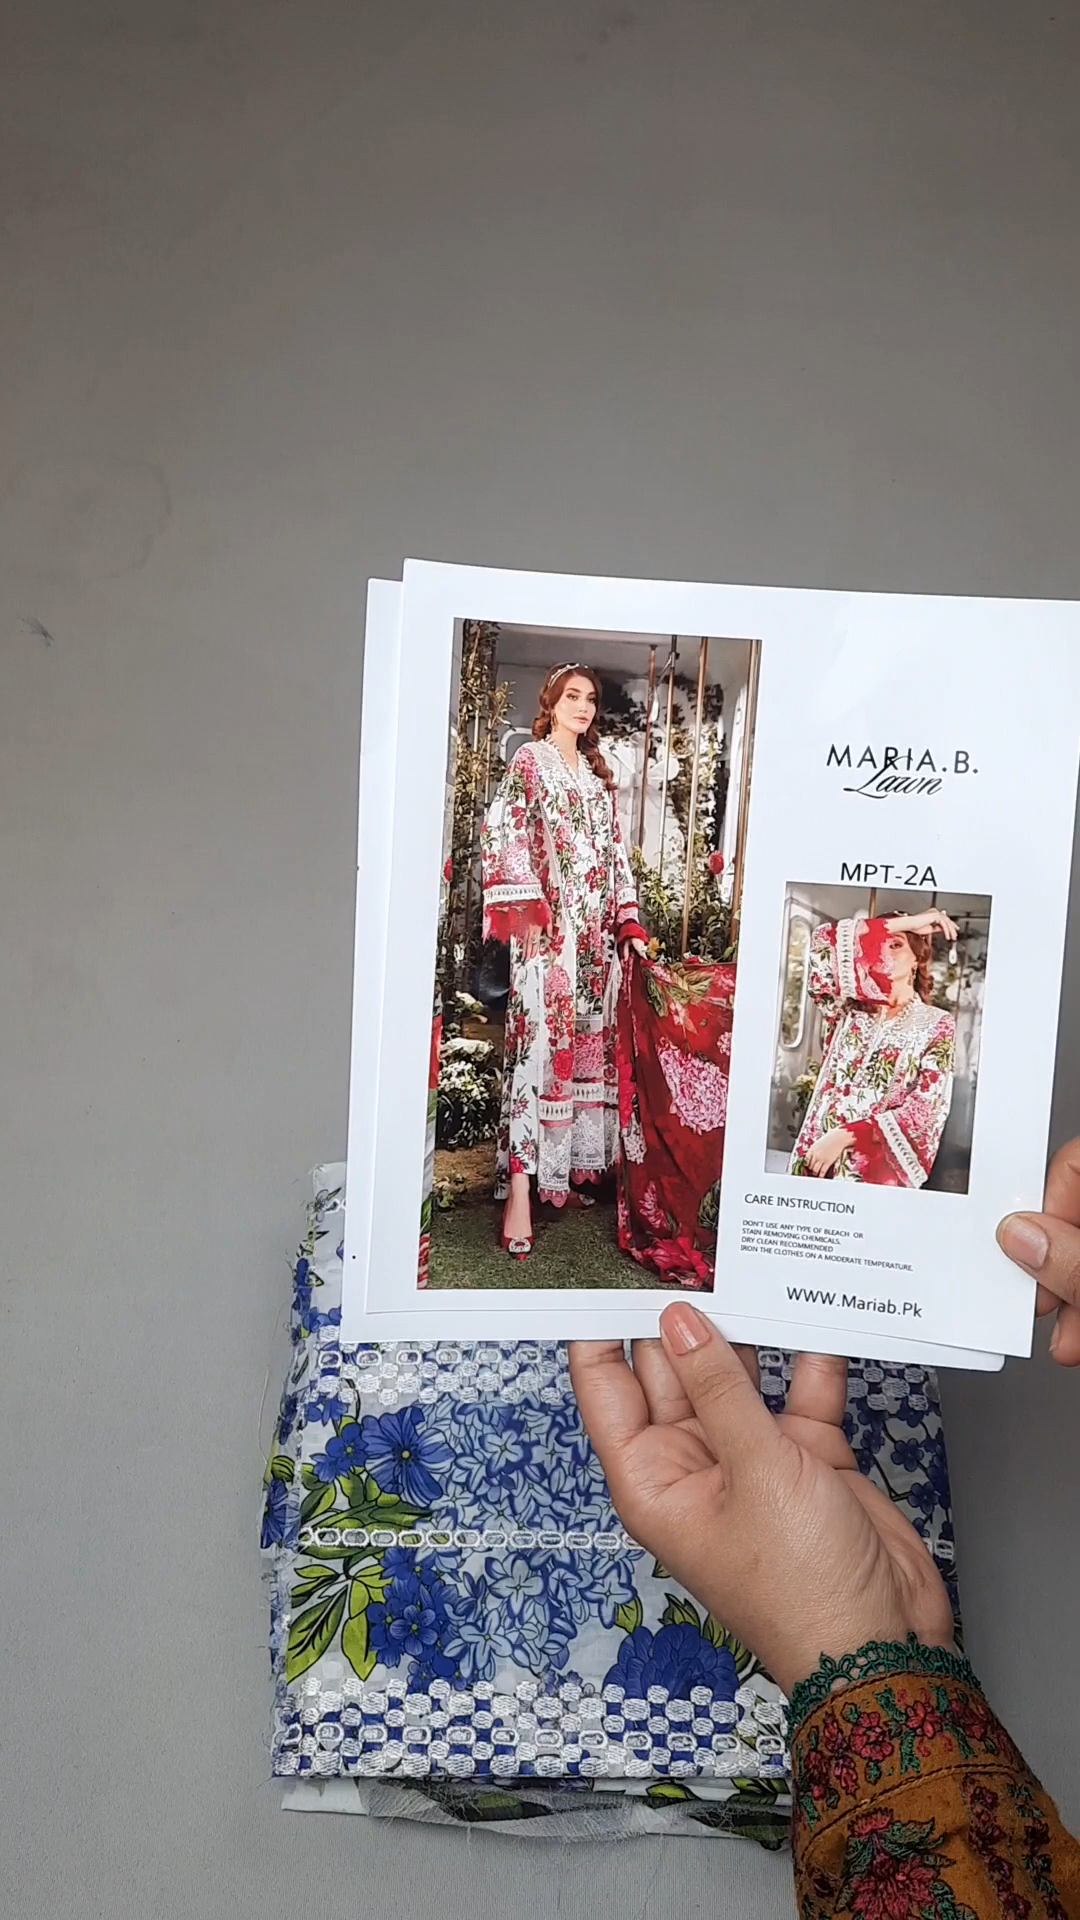 MARIA.B.
Lawn
MPT-2A
CARE INSTRUCTION
DON'T USE ANY TYPE OF BLEACH OR
STAIN REMOVING CHEMICALS.
DRY CLEAN RECOMMENDED
IRON THE CLOTHES ON A MODERATE TEMPERATURE.
WWW.Mariab.Pk